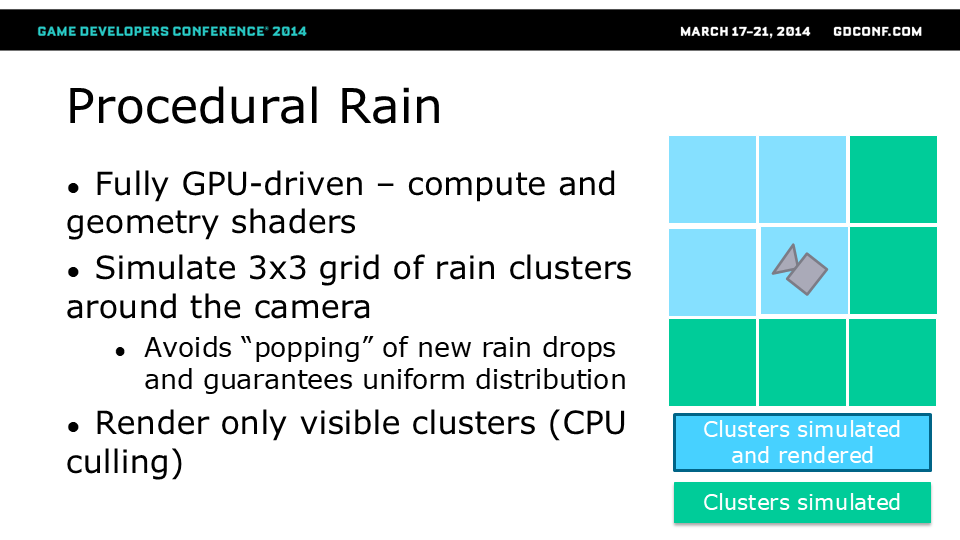 GAME DEVELOPERS CONFERENCE® 2014
MARCH 17–21, 2014 GDCONF.COM
Procedural Rain
● Fully GPU-driven – compute and
geometry shaders
● Simulate 3x3 grid of rain clusters
around the camera
● Avoids “popping” of new rain drops
and guarantees uniform distribution
● Render only visible clusters (CPU
culling)
Clusters simulated
and rendered
Clusters simulated